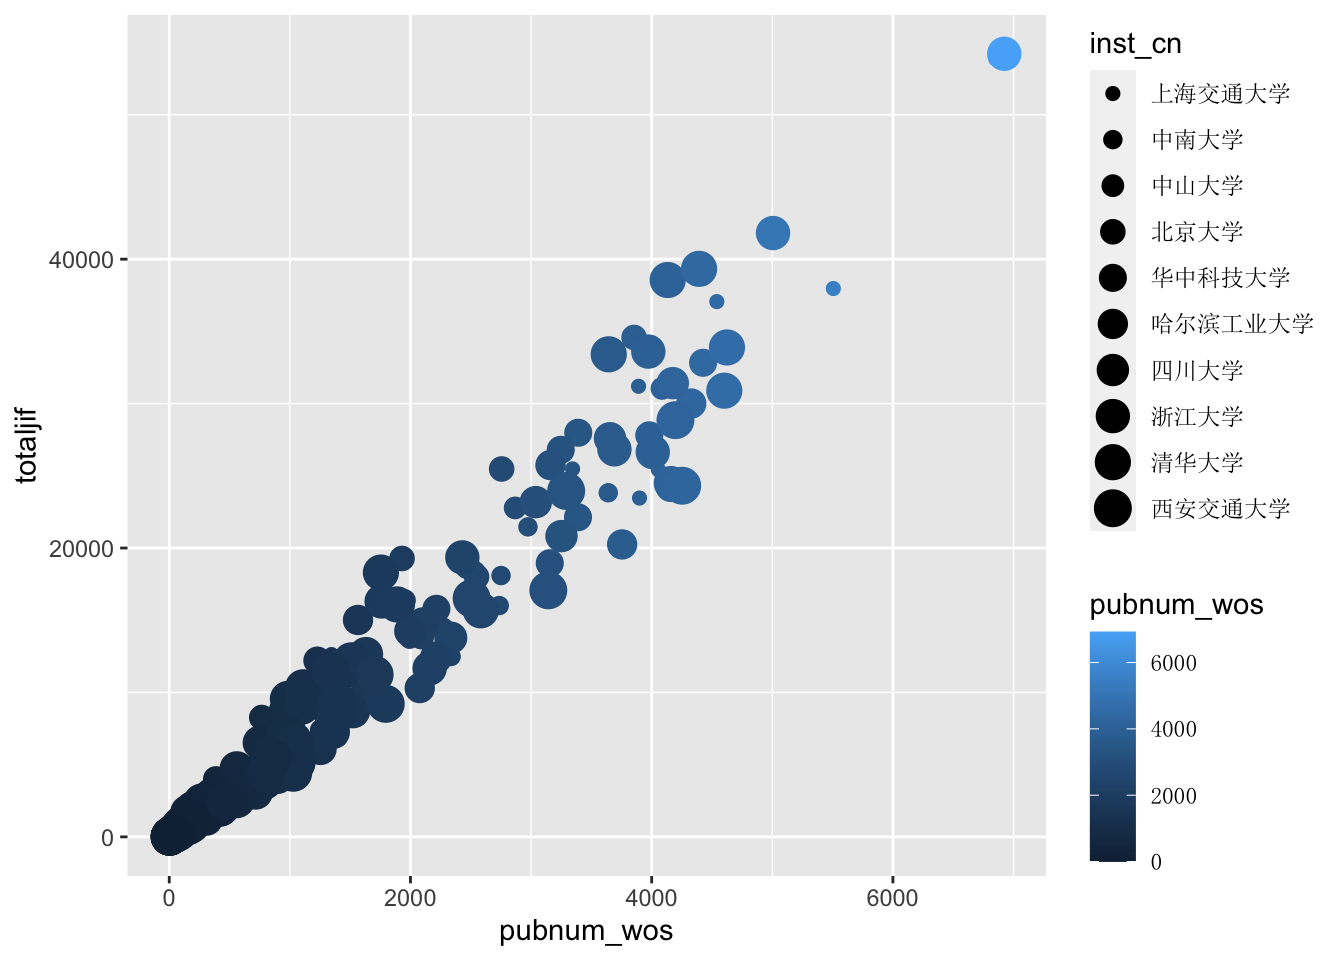 totaljif
40000
20000
0
0
2000
4000
6000
pubnum_wos
inst_cn
上海交通大学
中南大学
中山大学
北京大学
华中科技大学
哈尔滨工业大学
四川大学
浙江大学
清华大学
西安交通大学
pubnum_wos
6000
4000
2000
0